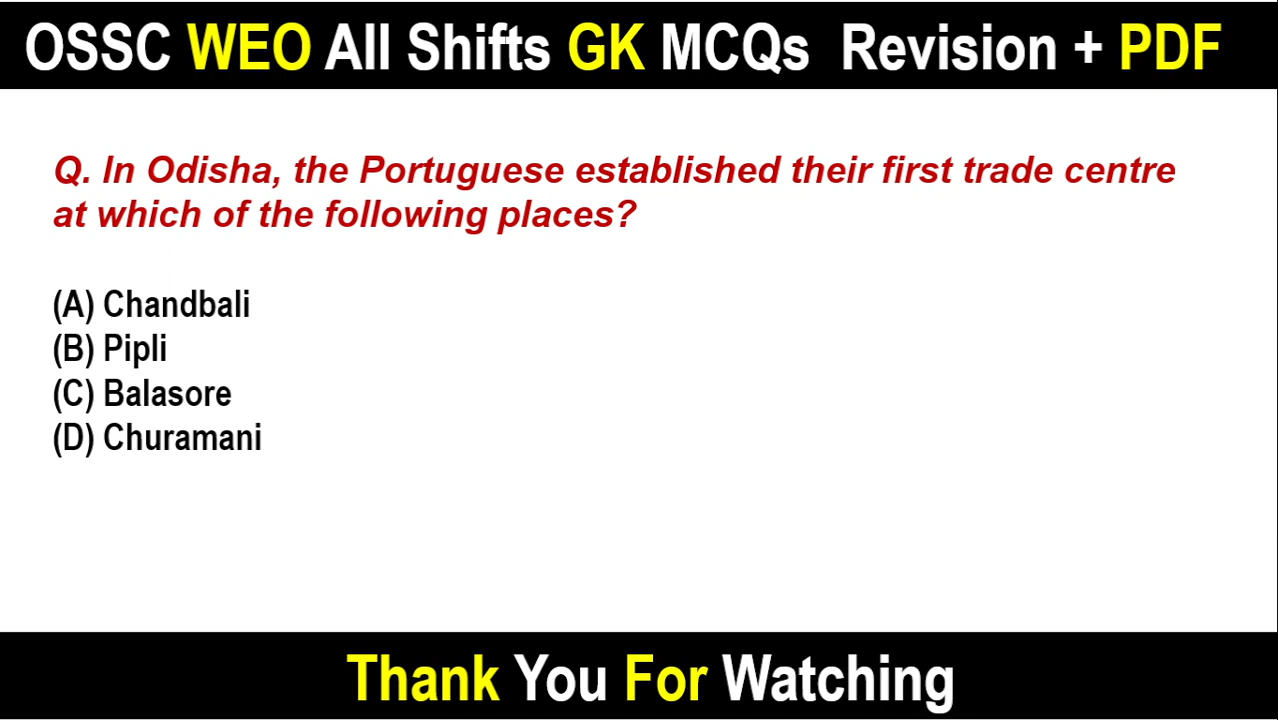 OSSC WEO All Shifts GK MCQs Revision + PDF
Q. In Odisha, the Portuguese established their first trade centre
at which of the following places?
(A) Chandbali
(B) Pipli
(C) Balasore
(D) Churamani
Thank You For Watching